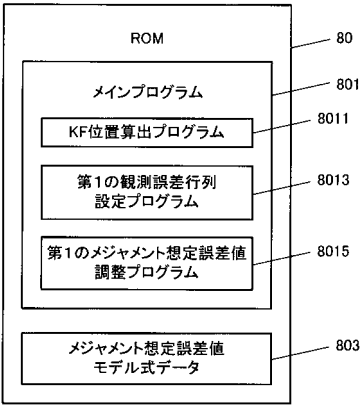 ROM
80
メインプログラム
801
KF位置算出プログラム
8011
第1の観測誤差行列
設定プログラム
8013
第1のメジャメント想定誤差値
調整プログラム
8015
メジャメント想定誤差値
モデル式データ
803